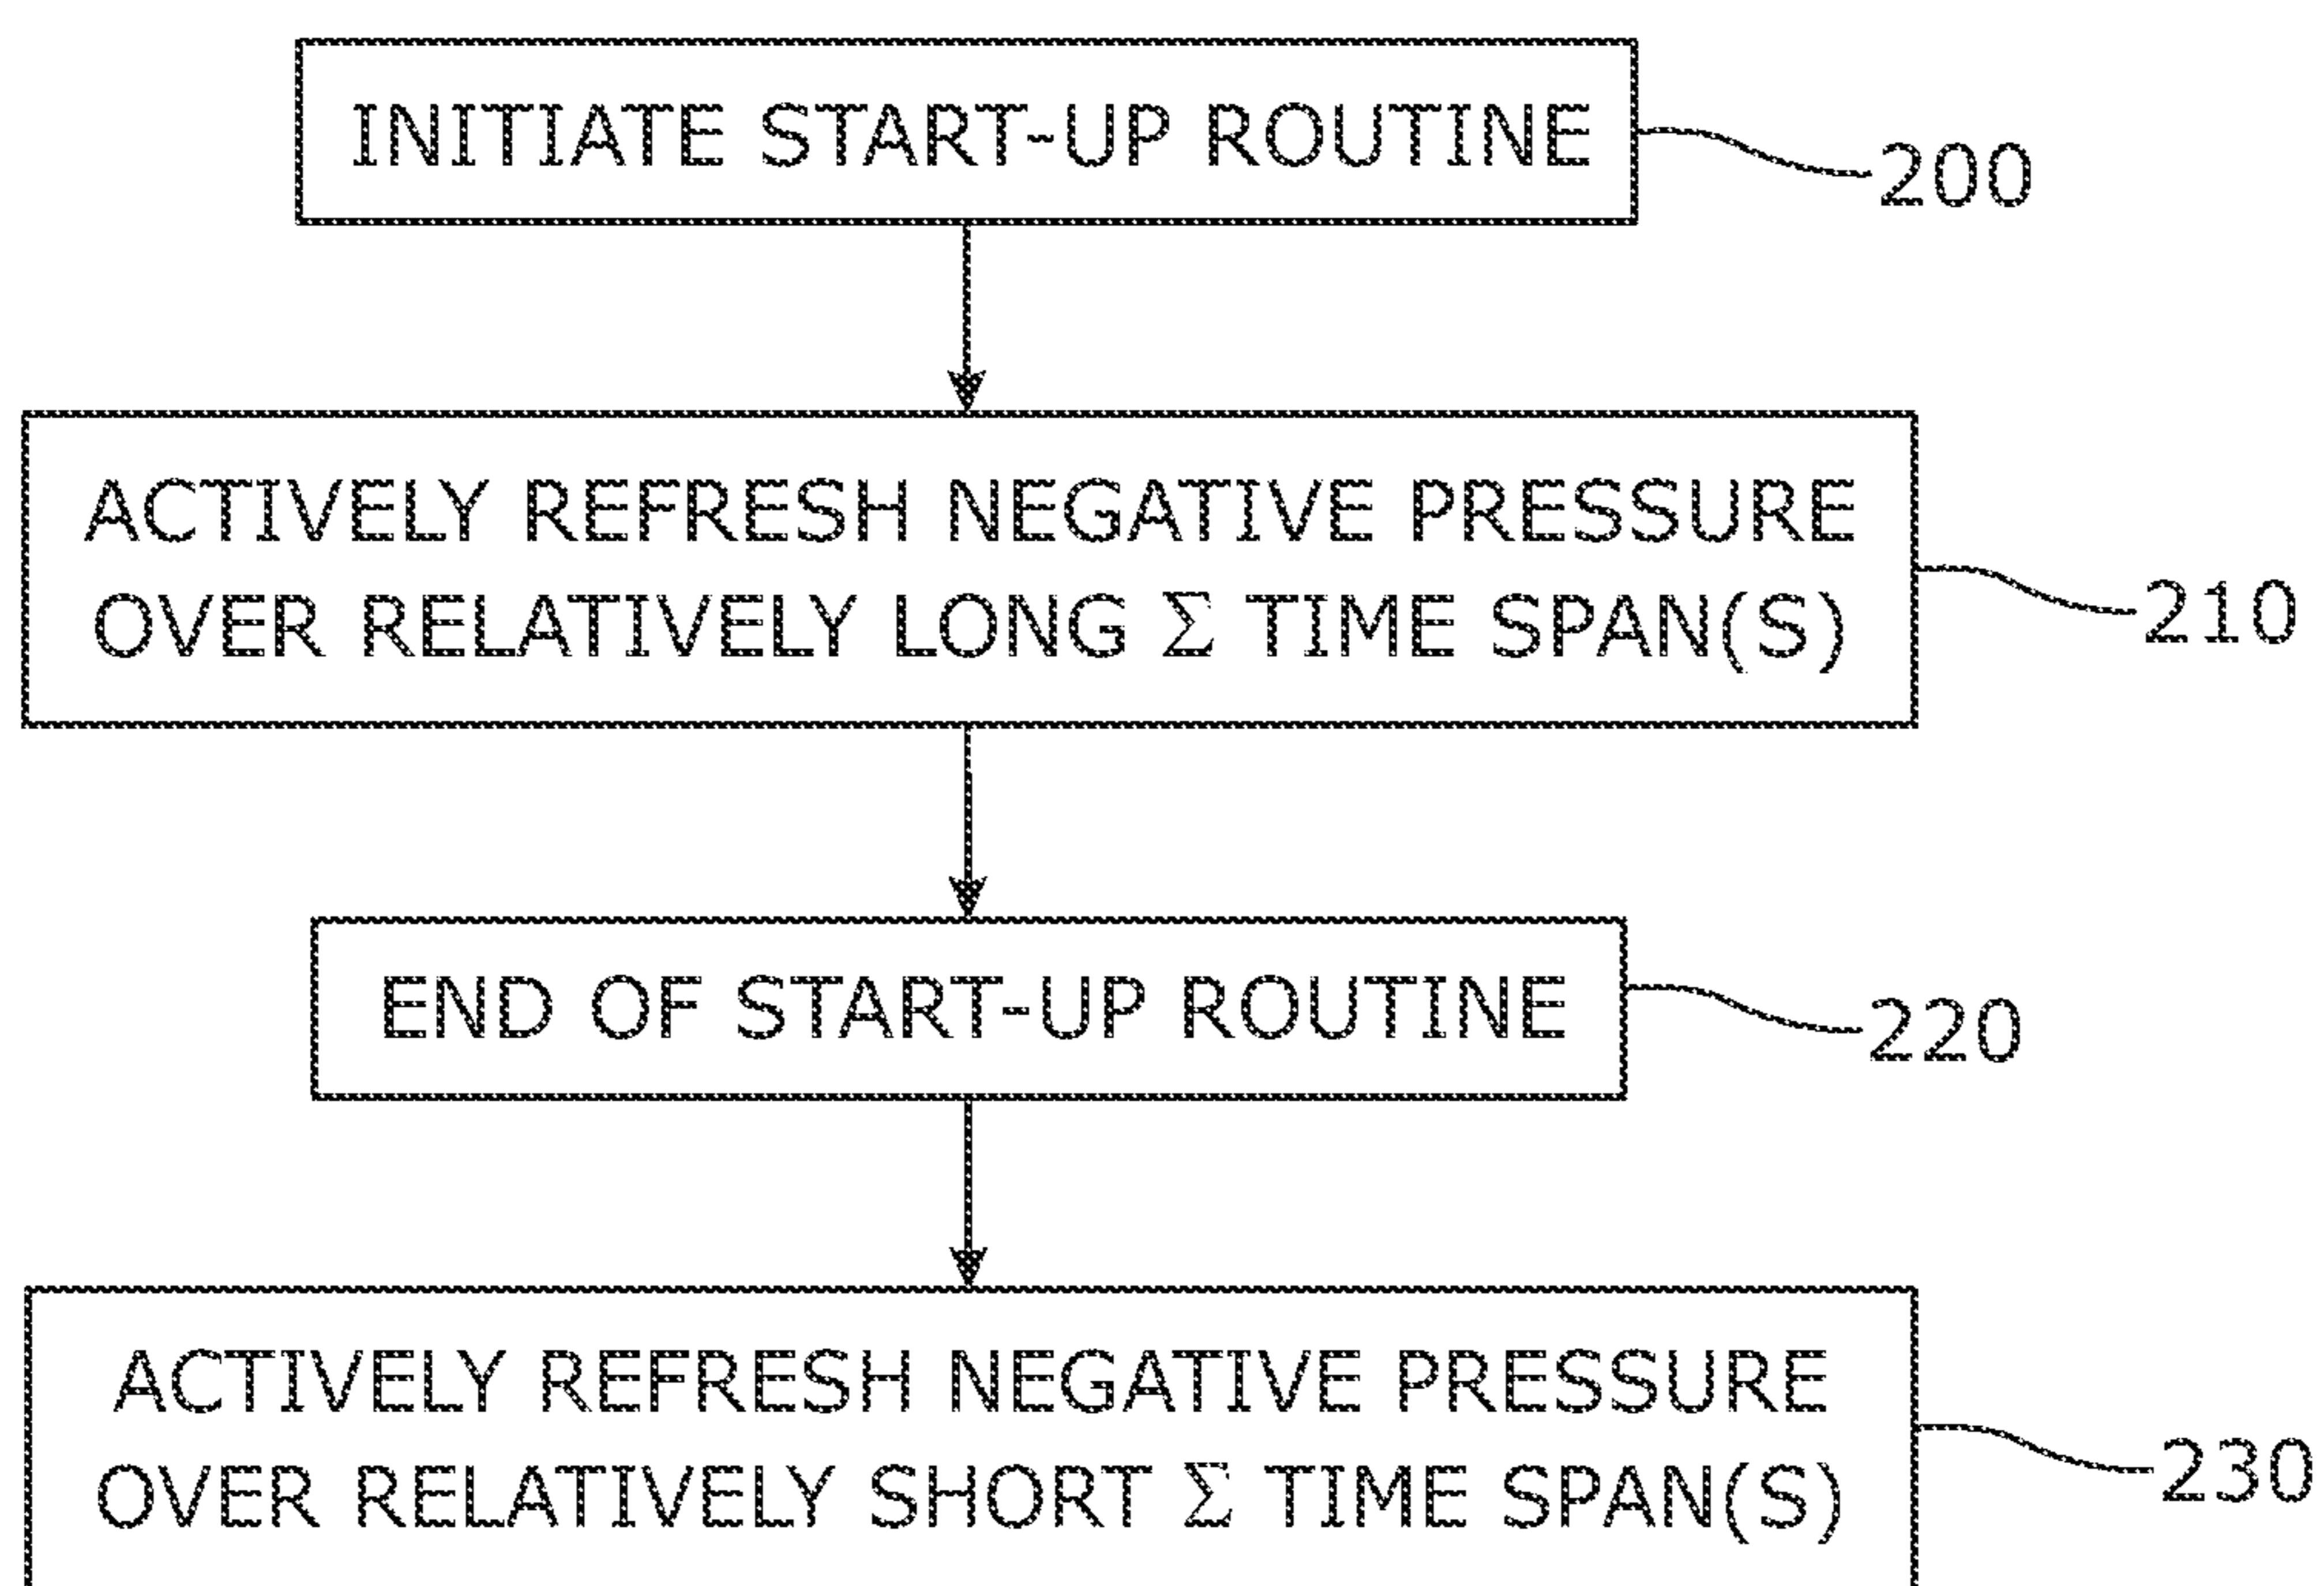 INITIATE START-UP ROUTINE
200
ACTIVELY REFRESH NEGATIVE PRESSURE
OVER RELATIVELY LONG Σ TIME SPAN(S)
210
END OF START-UP ROUTINE
220
ACTIVELY REFRESH NEGATIVE PRESSURE
OVER RELATIVELY SHORT Σ TIME SPAN(S)
230